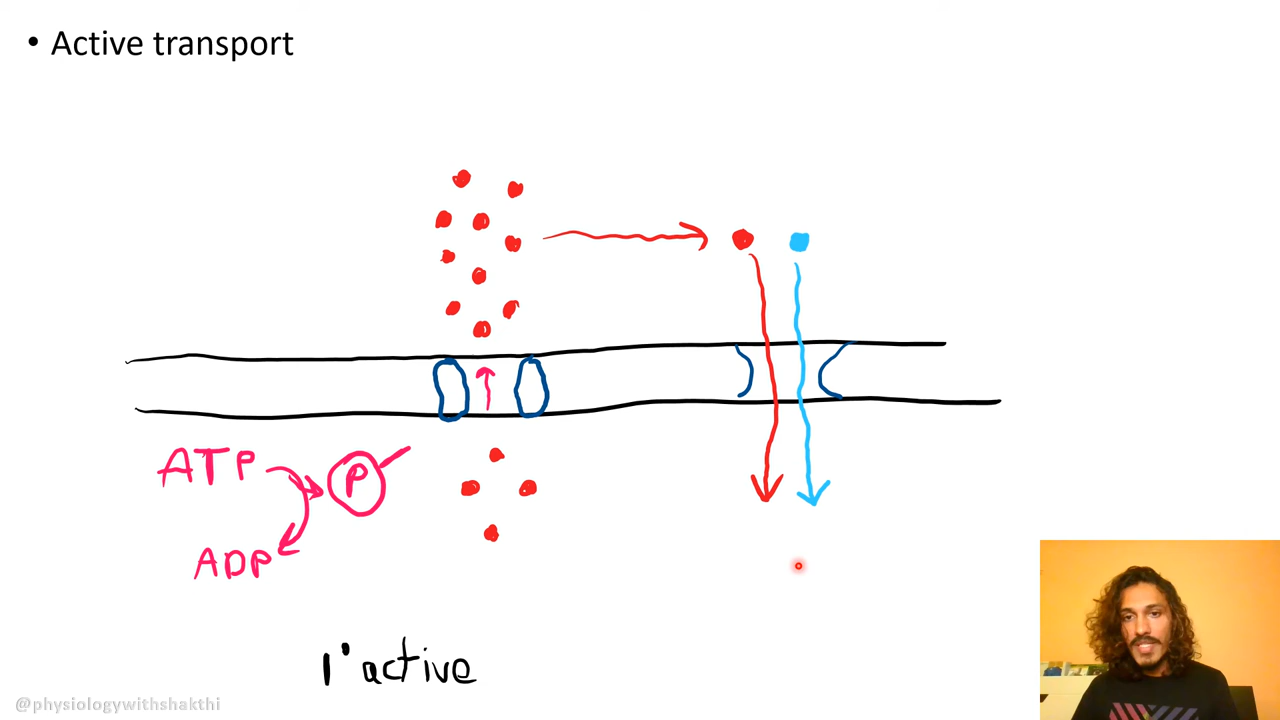 • Active transport
ATP
P
ADP
1° active
@physiologywithshakthi